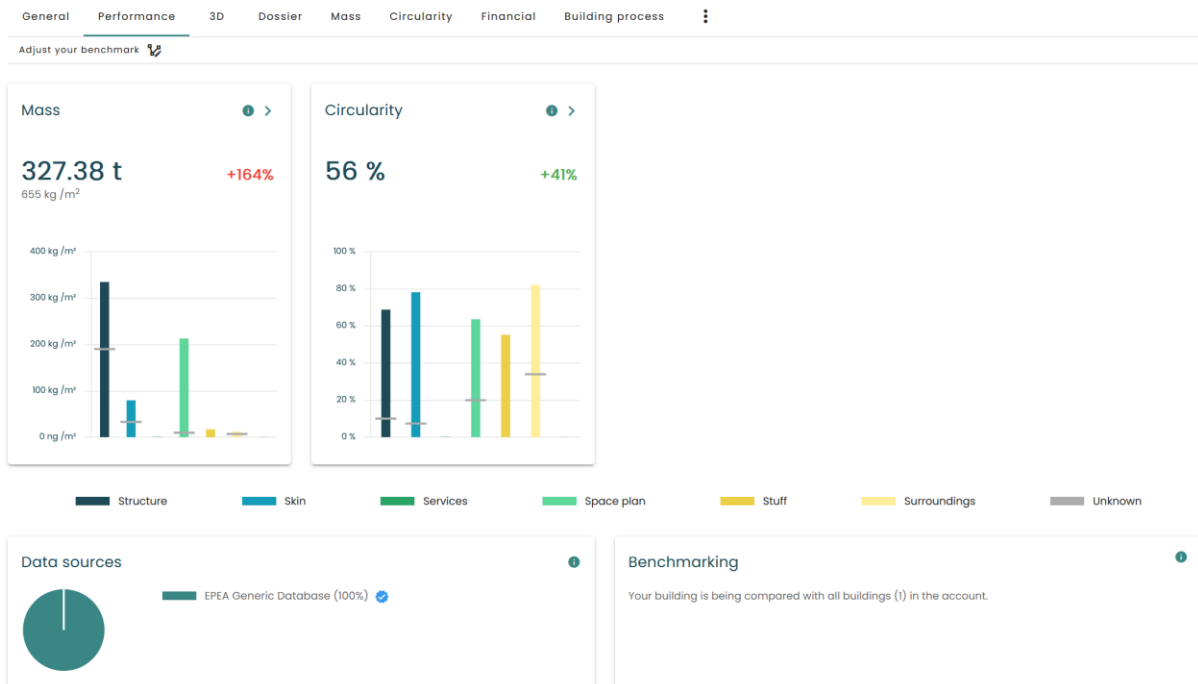 General Performance 3D Dossier Mass Circularity Financial Building process
Adjust your benchmark
Mass
327.38 t
+164%
655 kg /m²
400 kg /m²
300 kg /m²
200 kg /m²
100 kg /m²
0 ng /m²
Circularity
56 %
+41%
100 %
80 %
60 %
40 %
20 %
0 %
Structure Skin Services Space plan Stuff Surroundings Unknown
Data sources
EPEA Generic Database (100%)
Benchmarking
Your building is being compared with all buildings (1) in the account.